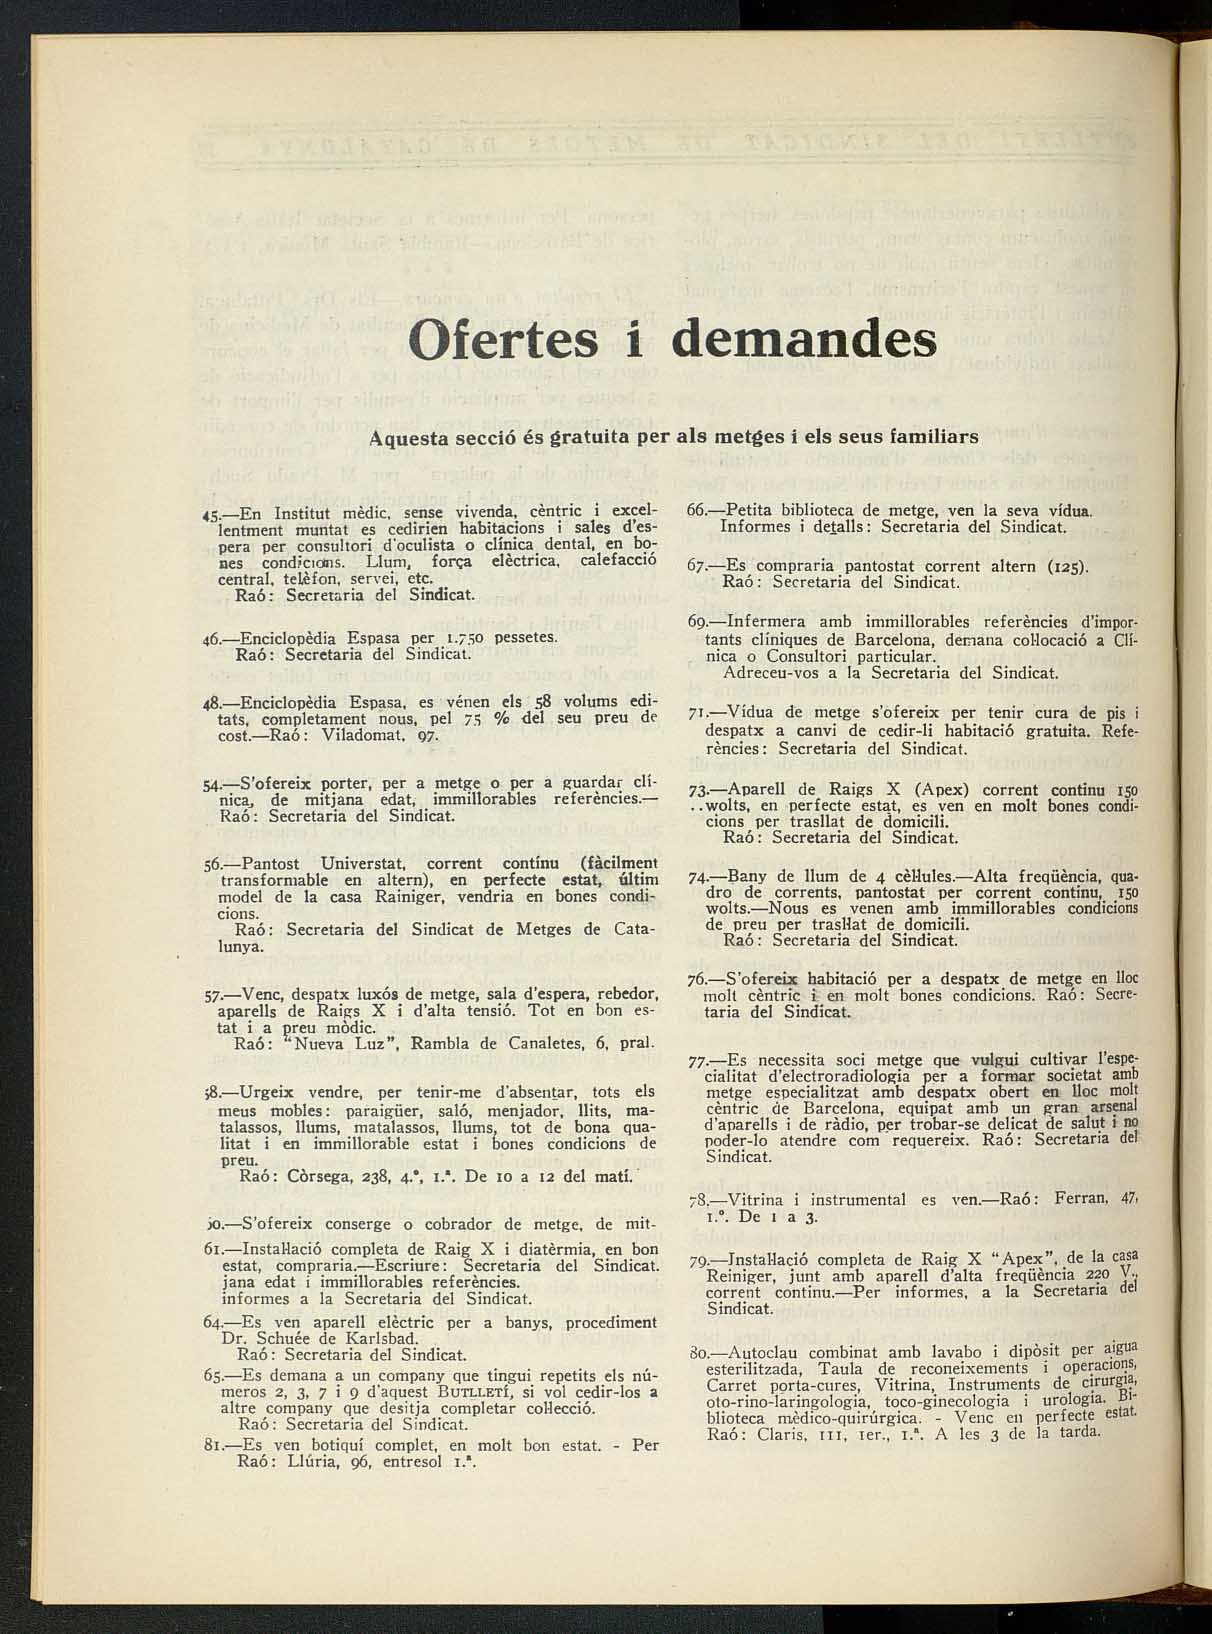 Ofertes i demandes
Aquesta secció és gratuita per als metges i els seus familiars
45.—En Institut mèdic, sense vivenda, cèntric i excel-
lentment muntat es cedirien habitacions i sales d'es-
pera per consultori d'oculista o clínica dental, en bo-
nes condicions. Llum, força elèctrica, calefacció
central, telèfon, servei, etc.
Raó: Secretaria del Sindicat.
46.—Enciclopèdia Espasa per 1.750 pessetes.
Raó: Secretaria del Sindicat.
48.—Enciclopèdia Espasa, es vénen els 58 volums edi-
tats, completament nous, pel 75 % del seu preu de
cost.—Raó: Viladomat, 97.
54.—S'ofereix porter, per a metge o per a guardar clí-
nica, de mitjana edat, immillorables referències.—
Raó: Secretaria del Sindicat.
56.—Pantost Universtat, corrent contínu (fàcilment
transformable en altern), en perfecte estat, últim
model de la casa Rainiger, vendria en bones condi-
cions.
Raó: Secretaria del Sindicat de Metges de Cata-
lunya.
57.—Venc, despatx luxós de metge, sala d'espera, rebedor,
aparells de Raigs X i d'alta tensió. Tot en bon es-
tat i a preu mòdic.
Raó: "Nueva Luz", Rambla de Canaletes, 6, pral.
58.—Urgeix vendre, per tenir-me d'absentar, tots els
meus mobles: paraigüer, saló, menjador, llits, ma-
talassos, llums, matalassos, llums, tot de bona qua-
litat i en immillorable estat i bones condicions de
preu.
Raó: Còrsega, 238, 4.º, 1.ª. De 10 a 12 del matí.
50.—S'ofereix conserge o cobrador de metge, de mit-
61.—Instaŀlació completa de Raig X i diatèrmia, en bon
estat, compraria.—Escriure: Secretaria del Sindicat.
jana edat i immillorables referències.
informes a la Secretaria del Sindicat.
64.—Es ven aparell elèctric per a banys, procediment
Dr. Schuée de Karlsbad.
Raó: Secretaria del Sindicat.
65.—Es demana a un company que tingui repetits els nú-
meros 2, 3, 7 i 9 d'aquest BUTLLETÍ, si vol cedir-los a
altre company que desitja completar coŀlecció.
Raó: Secretaria del Sindicat.
81.—Es ven botiquí complet, en molt bon estat. - Per
Raó: Llúria, 96, entresol 1.ª.
66.—Petita biblioteca de metge, ven la seva vídua.
Informes i detalls: Secretaria del Sindicat.
67.—Es compraria pantostat corrent altern (125).
Raó: Secretaria del Sindicat.
69.—Infermera amb immillorables referències d'impor-
tants clíniques de Barcelona, demana coŀlocació a Clí-
nica o Consultori particular.
Adreceu-vos a la Secretaria del Sindicat.
71.—Vídua de metge s'ofereix per tenir cura de pis i
despatx a canvi de cedir-li habitació gratuita. Refe-
rències: Secretaria del Sindicat.
73.—Aparell de Raigs X (Apex) corrent continu 150
..wolts, en perfecte estat, es ven en molt bones condi-
cions per trasllat de domicili.
Raó: Secretaria del Sindicat.
74.—Bany de llum de 4 cèŀlules.—Alta freqüència, qua-
dro de corrents, pantostat per corrent continu, 150
wolts.—Nous es venen amb immillorables condicions
de preu per trasŀlat de domicili.
Raó: Secretaria del Sindicat.
76.—S'ofereix habitació per a despatx de metge en lloc
molt cèntric i en molt bones condicions. Raó: Secre-
taria del Sindicat.
77.—Es necessita soci metge que vulgui cultivar l'espe-
cialitat d'electroradiologia per a formar societat amb
metge especialitzat amb despatx obert en lloc molt
cèntric de Barcelona, equipat amb un gran arsenal
d'aparells i de ràdio, per trobar-se delicat de salut i no
poder-lo atendre com requereix. Raó: Secretaria del
Sindicat.
78.—Vitrina i instrumental es ven.—Raó: Ferran, 47,
1.º. De 1 a 3.
79.—Instaŀlació completa de Raig X "Apex", de la casa
Reiniger, junt amb aparell d'alta freqüència 220 V.,
corrent continu.—Per informes, a la Secretaria del
Sindicat.
80.—Autoclau combinat amb lavabo i dipòsit per aigua
esterilitzada, Taula de reconeixements i operacions,
Carret porta-cures, Vitrina, Instruments de cirurgia,
oto-rino-laringologia, toco-ginecologia i urologia. Bi-
blioteca mèdico-quirúrgica. - Venc en perfecte estat.
Raó: Claris, 111, 1er., 1.ª. A les 3 de la tarda.